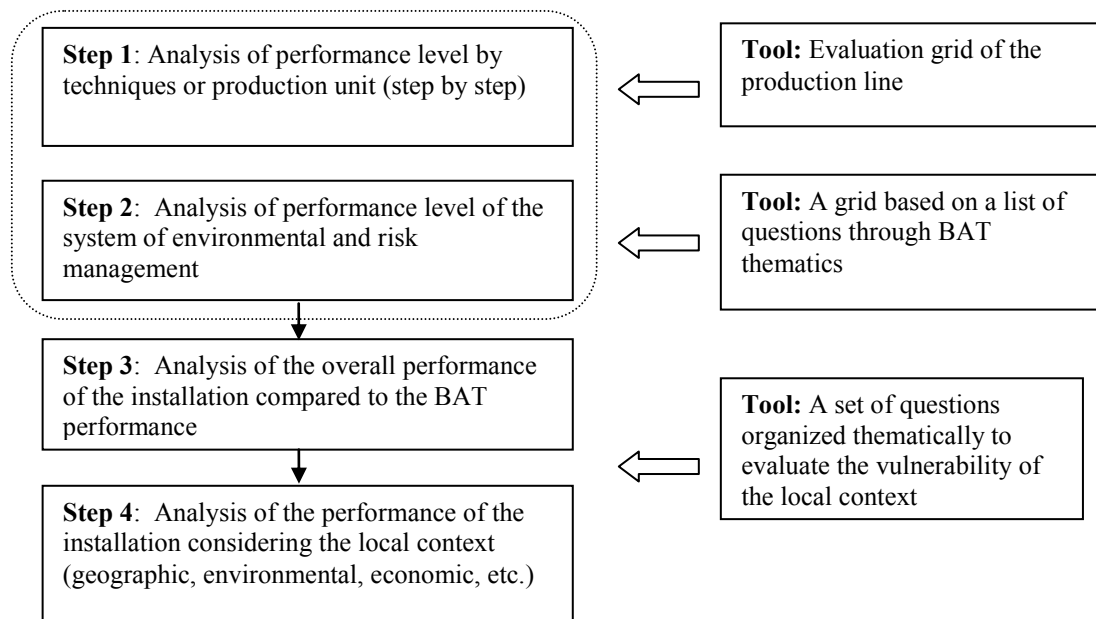 Step 1: Analysis of performance level by
techniques or production unit (step by step)
Tool: Evaluation grid of the
production line
Step 2:  Analysis of performance level of the
system of environmental and risk
management
Tool: A grid based on a list of
questions through BAT
thematics
Step 3:  Analysis of the overall performance
of the installation compared to the BAT
performance
Tool: A set of questions
organized thematically to
evaluate the vulnerability of
the local context
Step 4:  Analysis of the performance of the
installation considering the local context
(geographic, environmental, economic, etc.)